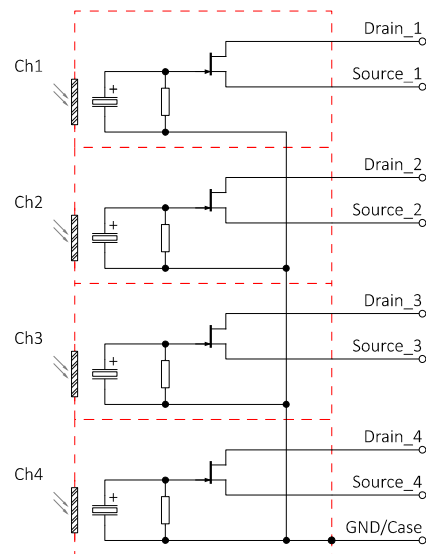 Drain_1
Ch1
Source_1
+
Drain_2
Ch2
Source_2
+
Drain_3
Ch3
Source_3
+
Drain_4
Ch4
Source_4
+
GND/Case